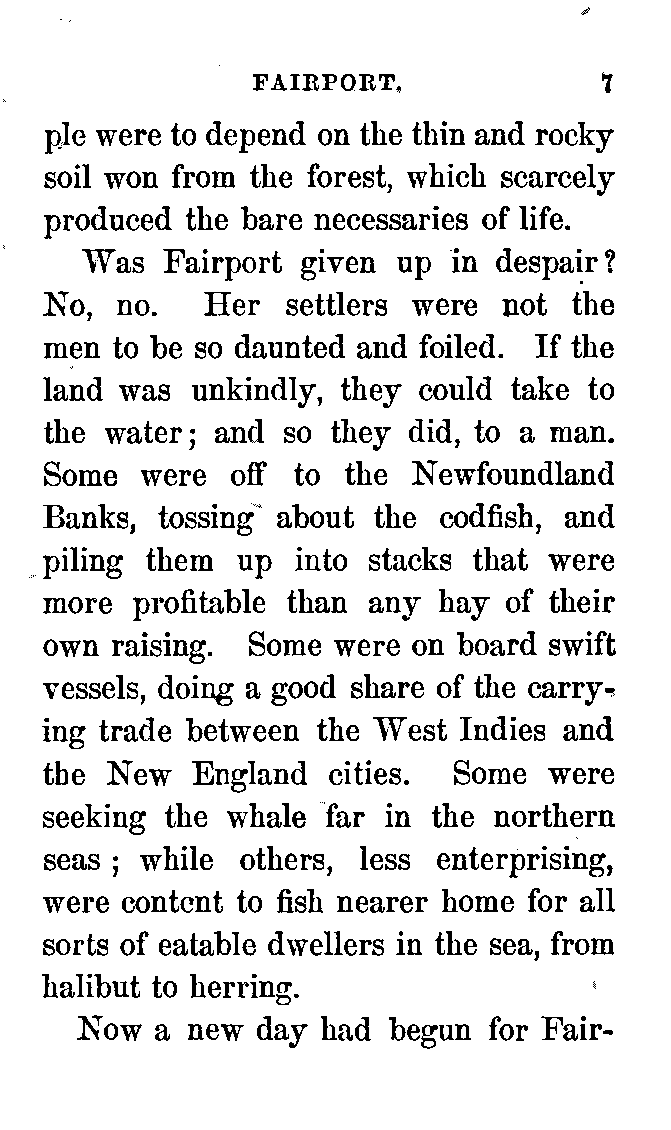 FAIRPORT. 7
ple were to depend on the thin and rocky
soil won from the forest, which scarcely
produced the bare necessaries of life.
Was Fairport given up in despair?
No, no. Her settlers were not the
men to be so daunted and foiled. If the
land was unkindly, they could take to
the water; and so they did, to a man.
Some were off to the Newfoundland
Banks, tossing about the codfish, and
piling them up into stacks that were
more profitable than any hay of their
own raising. Some were on board swift
vessels, doing a good share of the carry-
ing trade between the West Indies and
the New England cities. Some were
seeking the whale far in the northern
seas; while others, less enterprising,
were content to fish nearer home for all
sorts of eatable dwellers in the sea, from
halibut to herring.
Now a new day had begun for Fair-